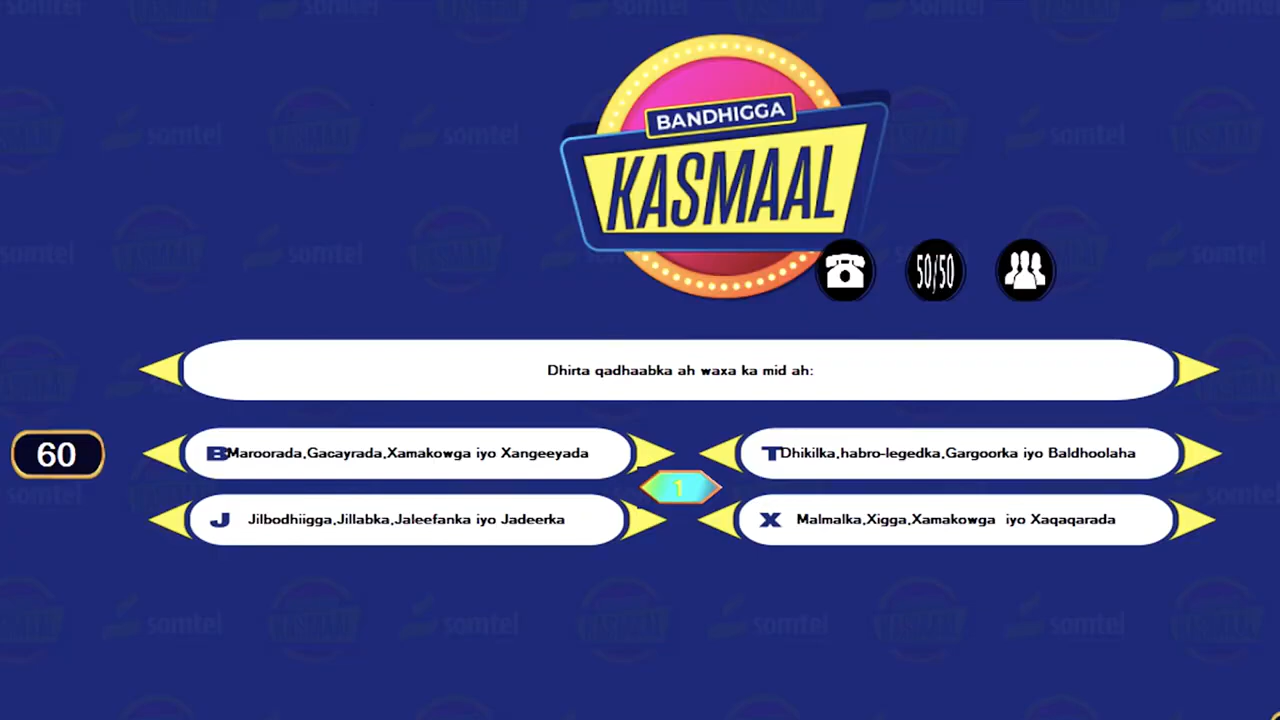 BANDHIGGA
KASMAAL
50/50
Dhirta qadhaabka ah waxa ka mid ah:
60
B Maroorada,Gacayrada,Xamakowga iyo Xangeeyada
T Dhikilka,habro-legedka,Gargoorka iyo Baldhoolaha
1
J Jilbodhiigga,Jillabka,Jaleefanka iyo Jadeerka
X Malmalka,Xigga,Xamakowga iyo Xaqaqarada
somtel